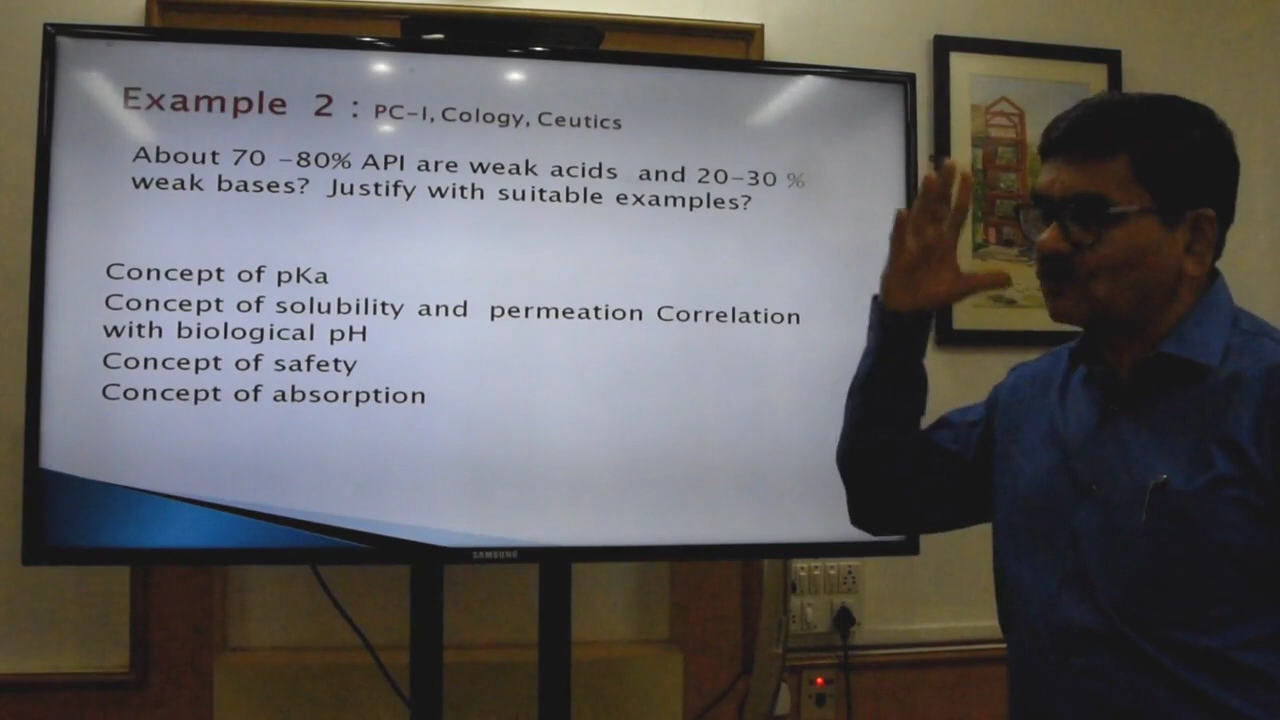 Example 2 : PC-I, Cology, Ceutics
About 70 -80% API are weak acids and 20-30 %
weak bases? Justify with suitable examples?
Concept of pKa
Concept of solubility and permeation Correlation
with biological pH
Concept of safety
Concept of absorption
SAMSUNG